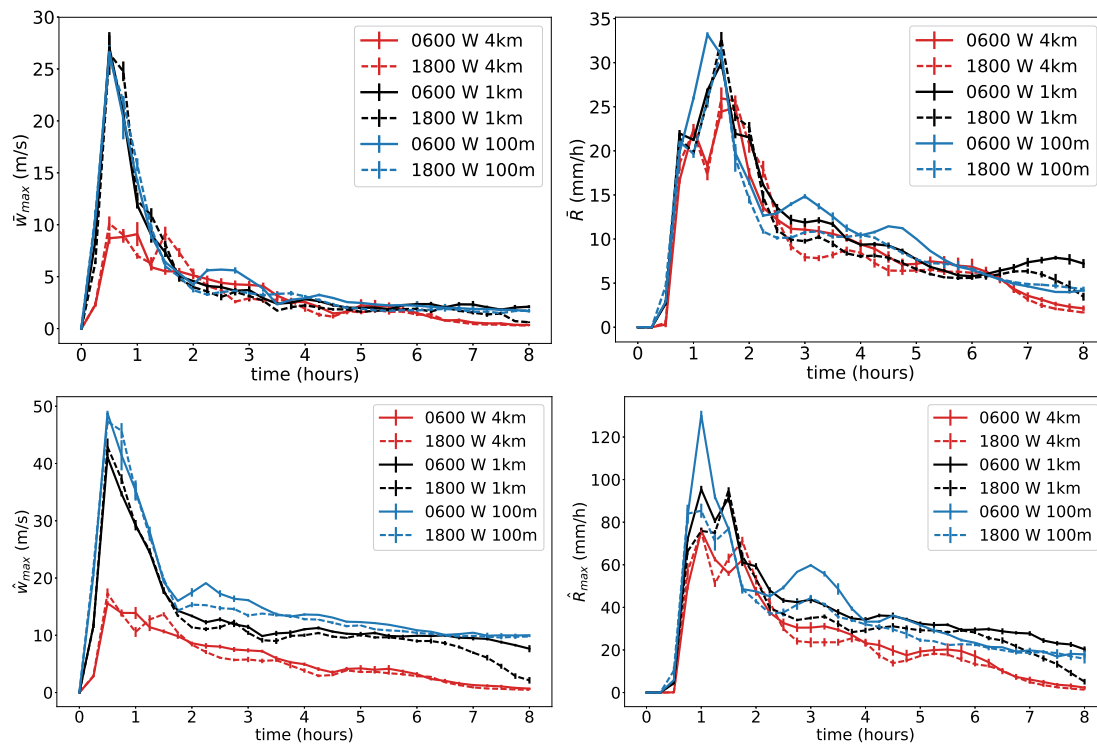 30
25
20
15
10
5
0
w̄max (m/s)
0 1 2 3 4 5 6 7 8
time (hours)
0600 W 4km
1800 W 4km
0600 W 1km
1800 W 1km
0600 W 100m
1800 W 100m
35
30
25
20
15
10
5
0
R̄ (mm/h)
0 1 2 3 4 5 6 7 8
time (hours)
0600 W 4km
1800 W 4km
0600 W 1km
1800 W 1km
0600 W 100m
1800 W 100m
50
40
30
20
10
0
ŵmax (m/s)
0 1 2 3 4 5 6 7 8
time (hours)
0600 W 4km
1800 W 4km
0600 W 1km
1800 W 1km
0600 W 100m
1800 W 100m
120
100
80
60
40
20
0
R̂max (mm/h)
0 1 2 3 4 5 6 7 8
time (hours)
0600 W 4km
1800 W 4km
0600 W 1km
1800 W 1km
0600 W 100m
1800 W 100m